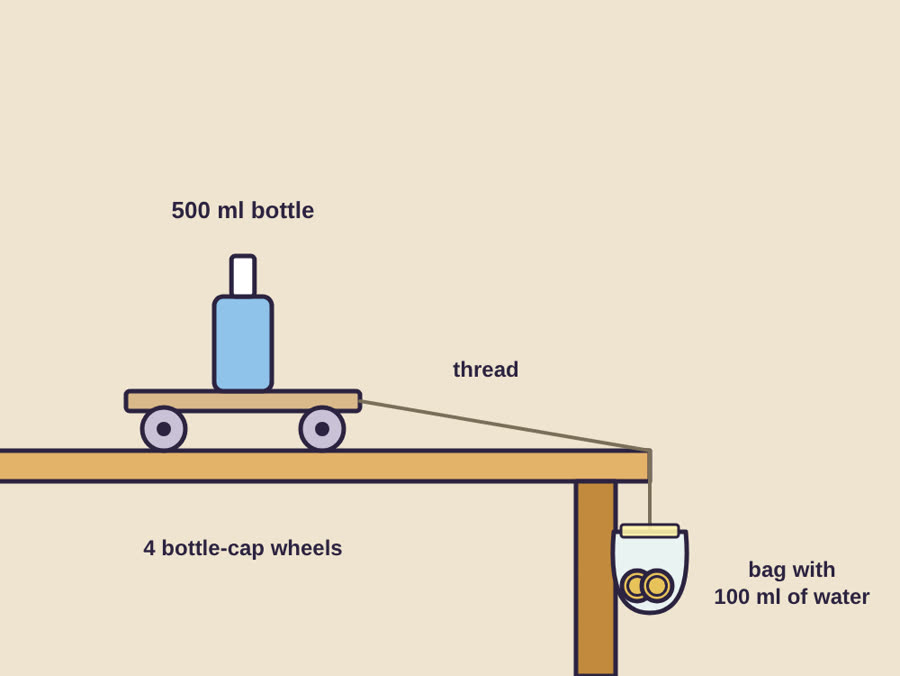 500 ml bottle
thread
4 bottle-cap wheels
bag with
100 ml of water